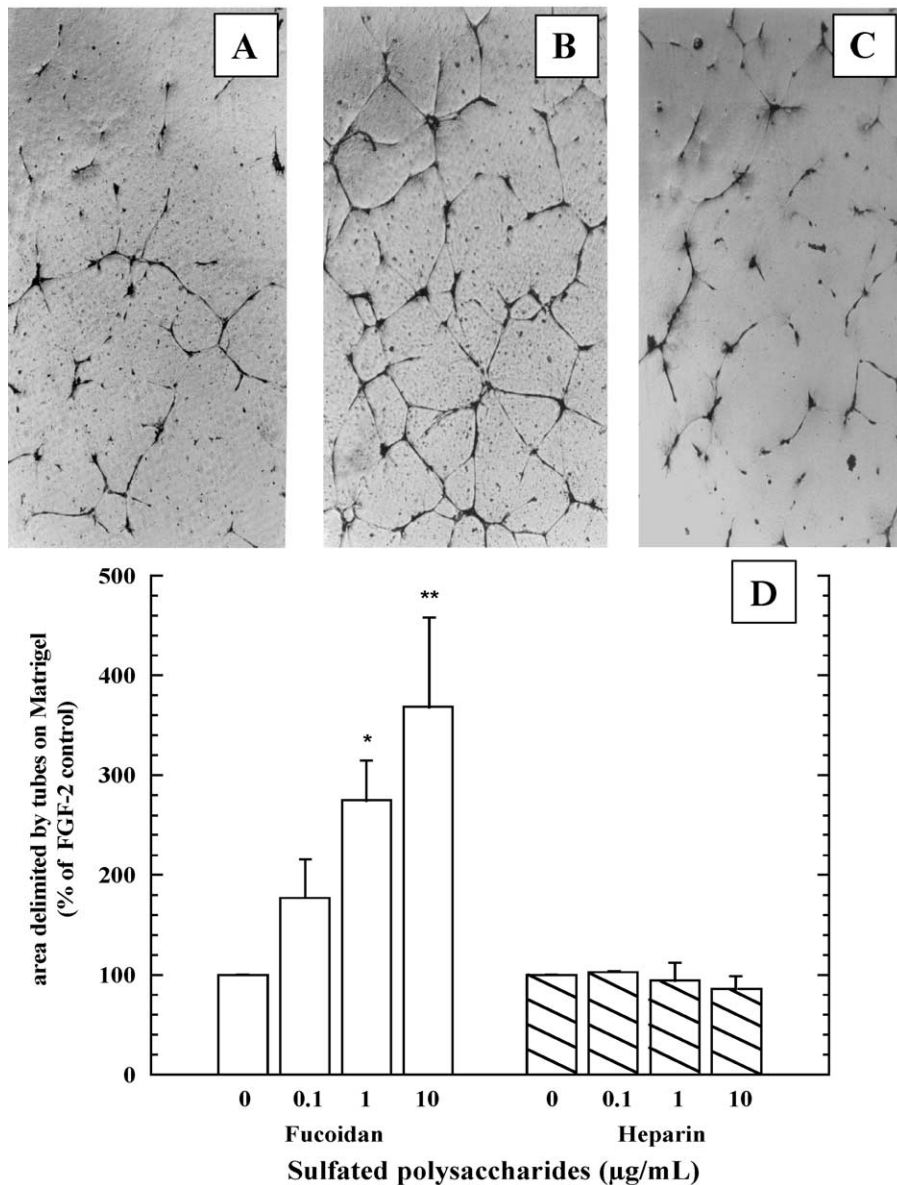 A
B
C
D
500
400
300
200
100
0
**
*
area delimited by tubes on Matrigel
(% of FGF-2 control)
0 0.1 1 10 0 0.1 1 10
Fucoidan Heparin
Sulfated polysaccharides (µg/mL)